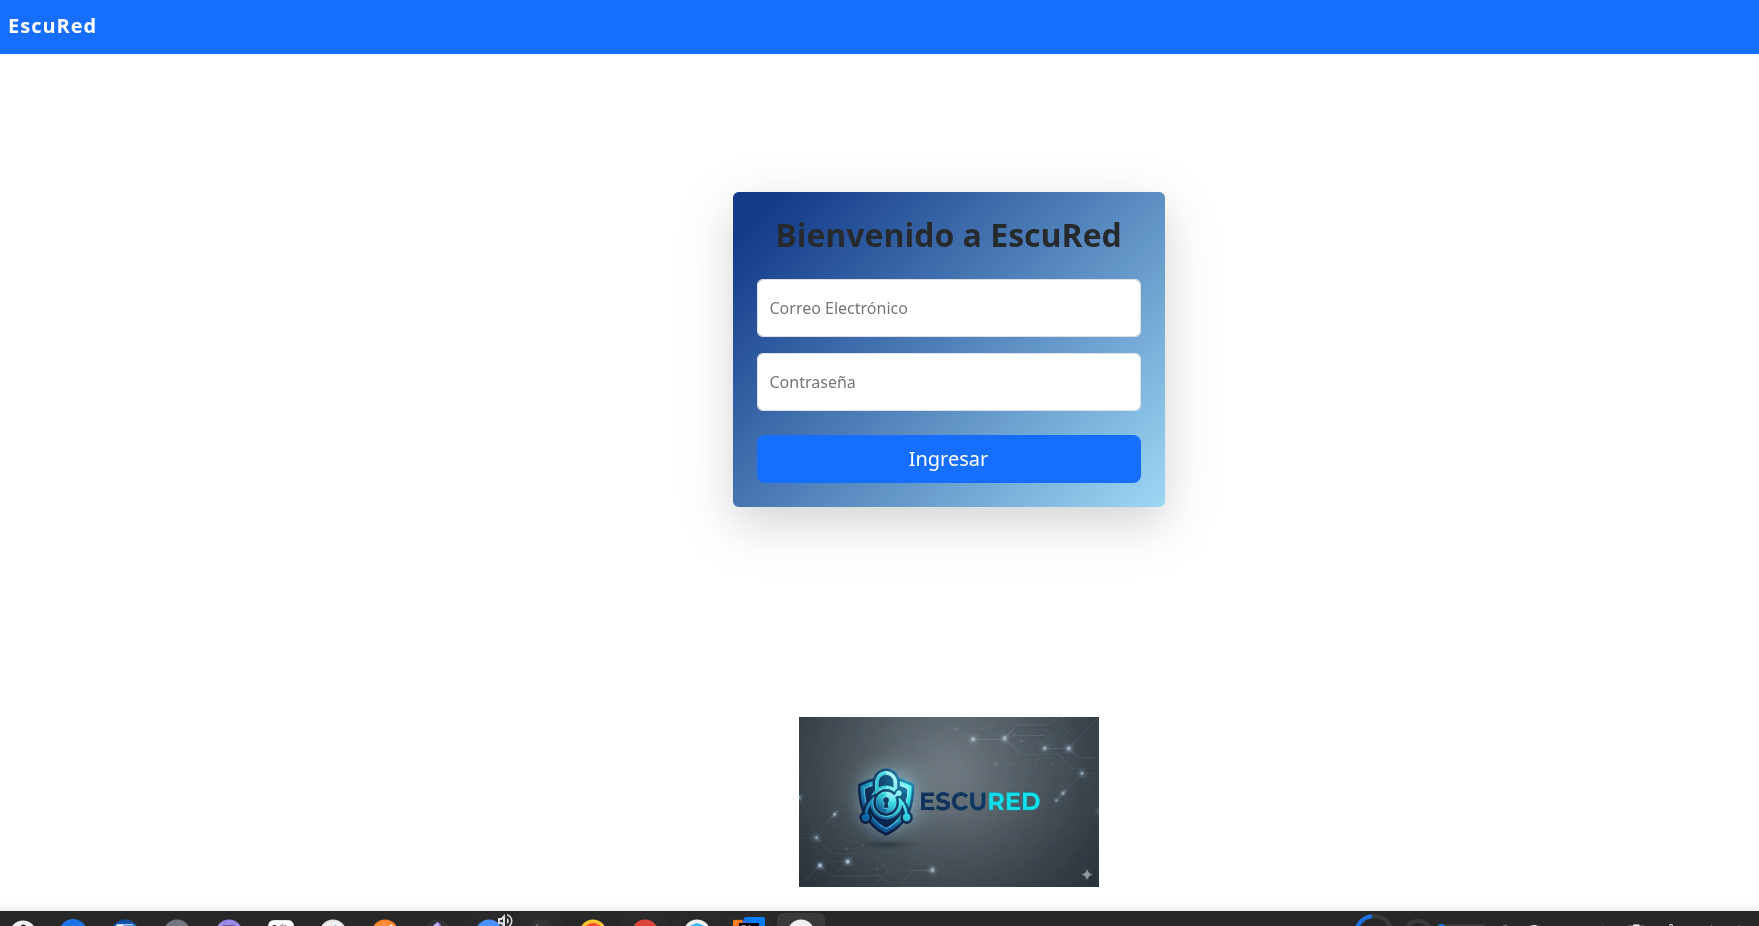 EscuRed
Bienvenido a EscuRed
Correo Electrónico
Contraseña
Ingresar
ESCURED